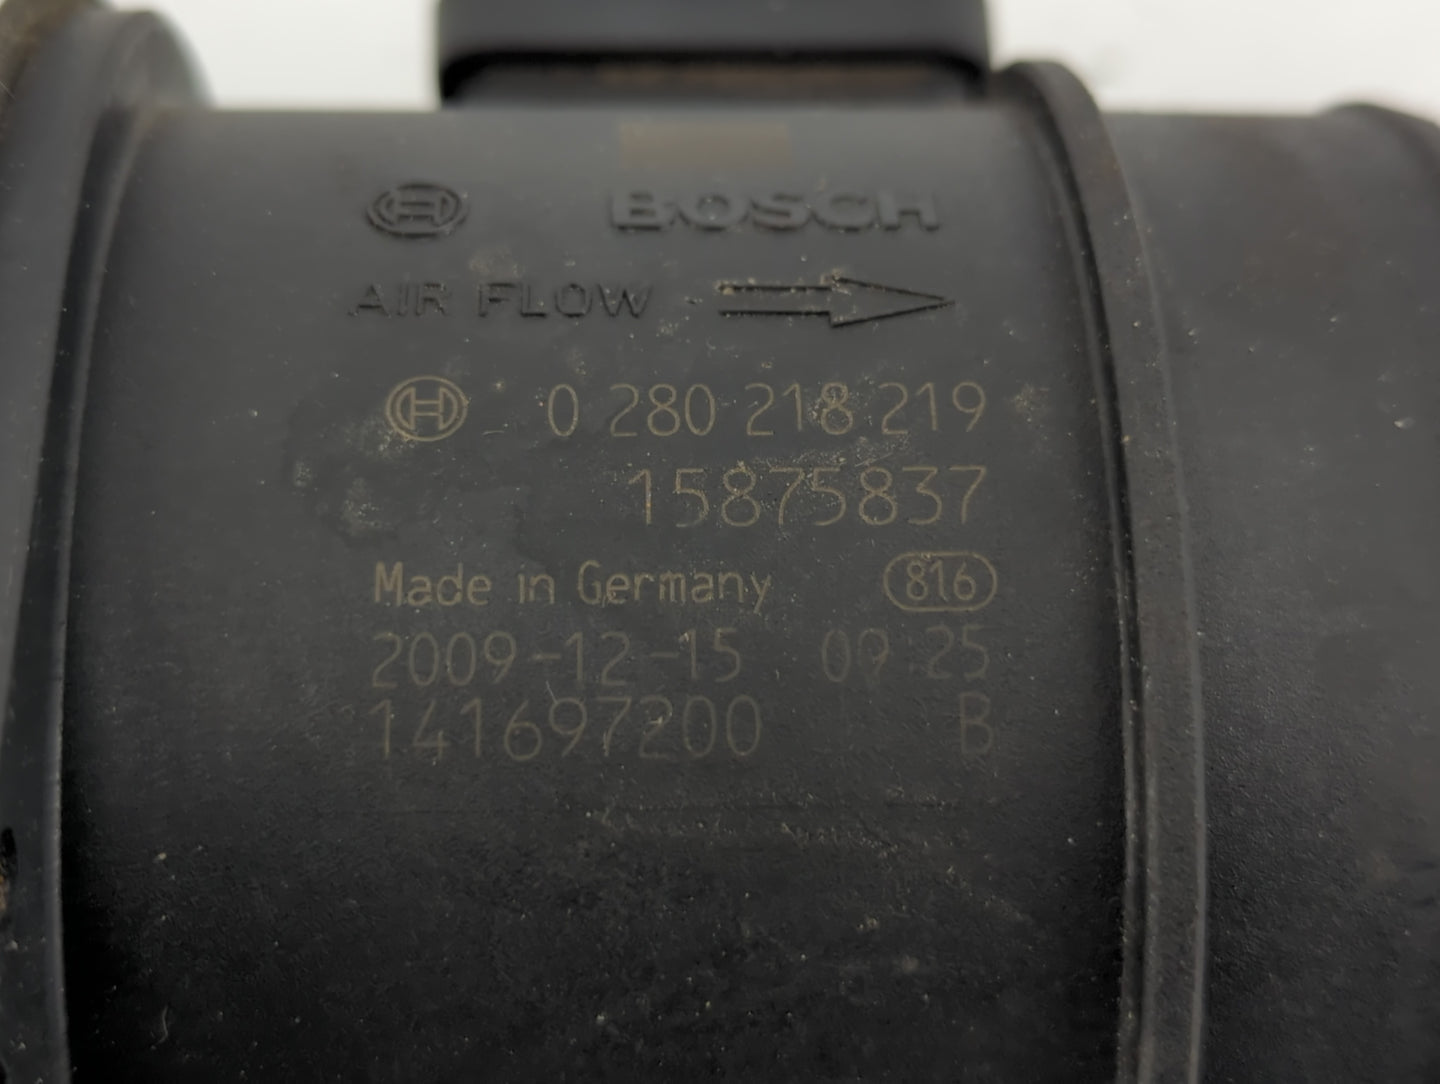 BOSCH
AIR FLOW
0 280 218 219
15875837
Made in Germany 816
2009-12-15 09 25
141697200 B